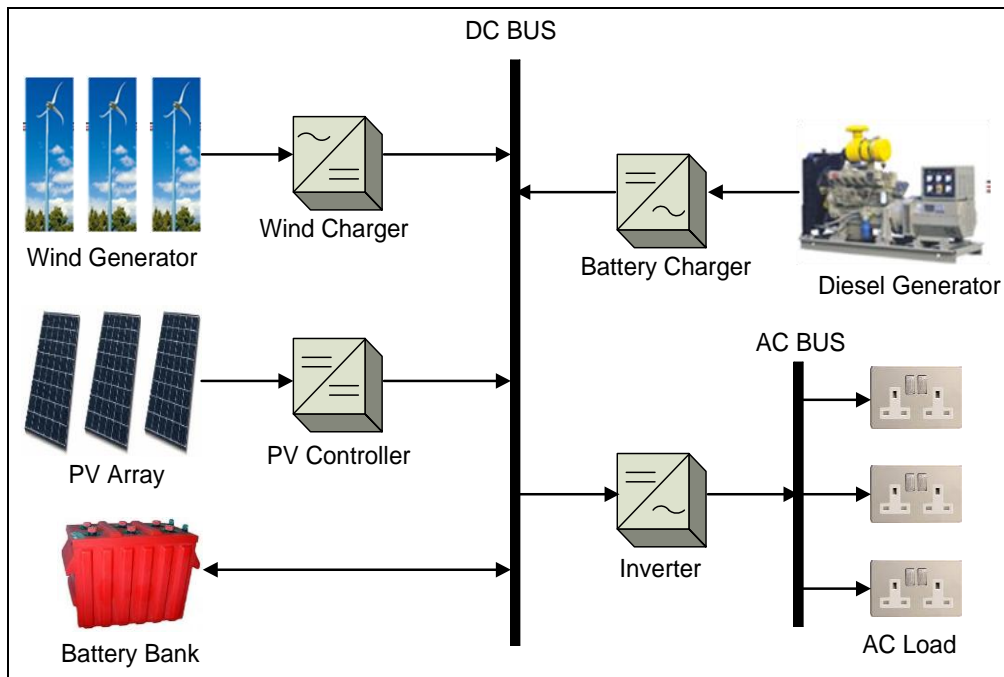 DC BUS
Wind Generator
Wind Charger
Battery Charger
Diesel Generator
PV Array
PV Controller
AC BUS
Battery Bank
Inverter
AC Load